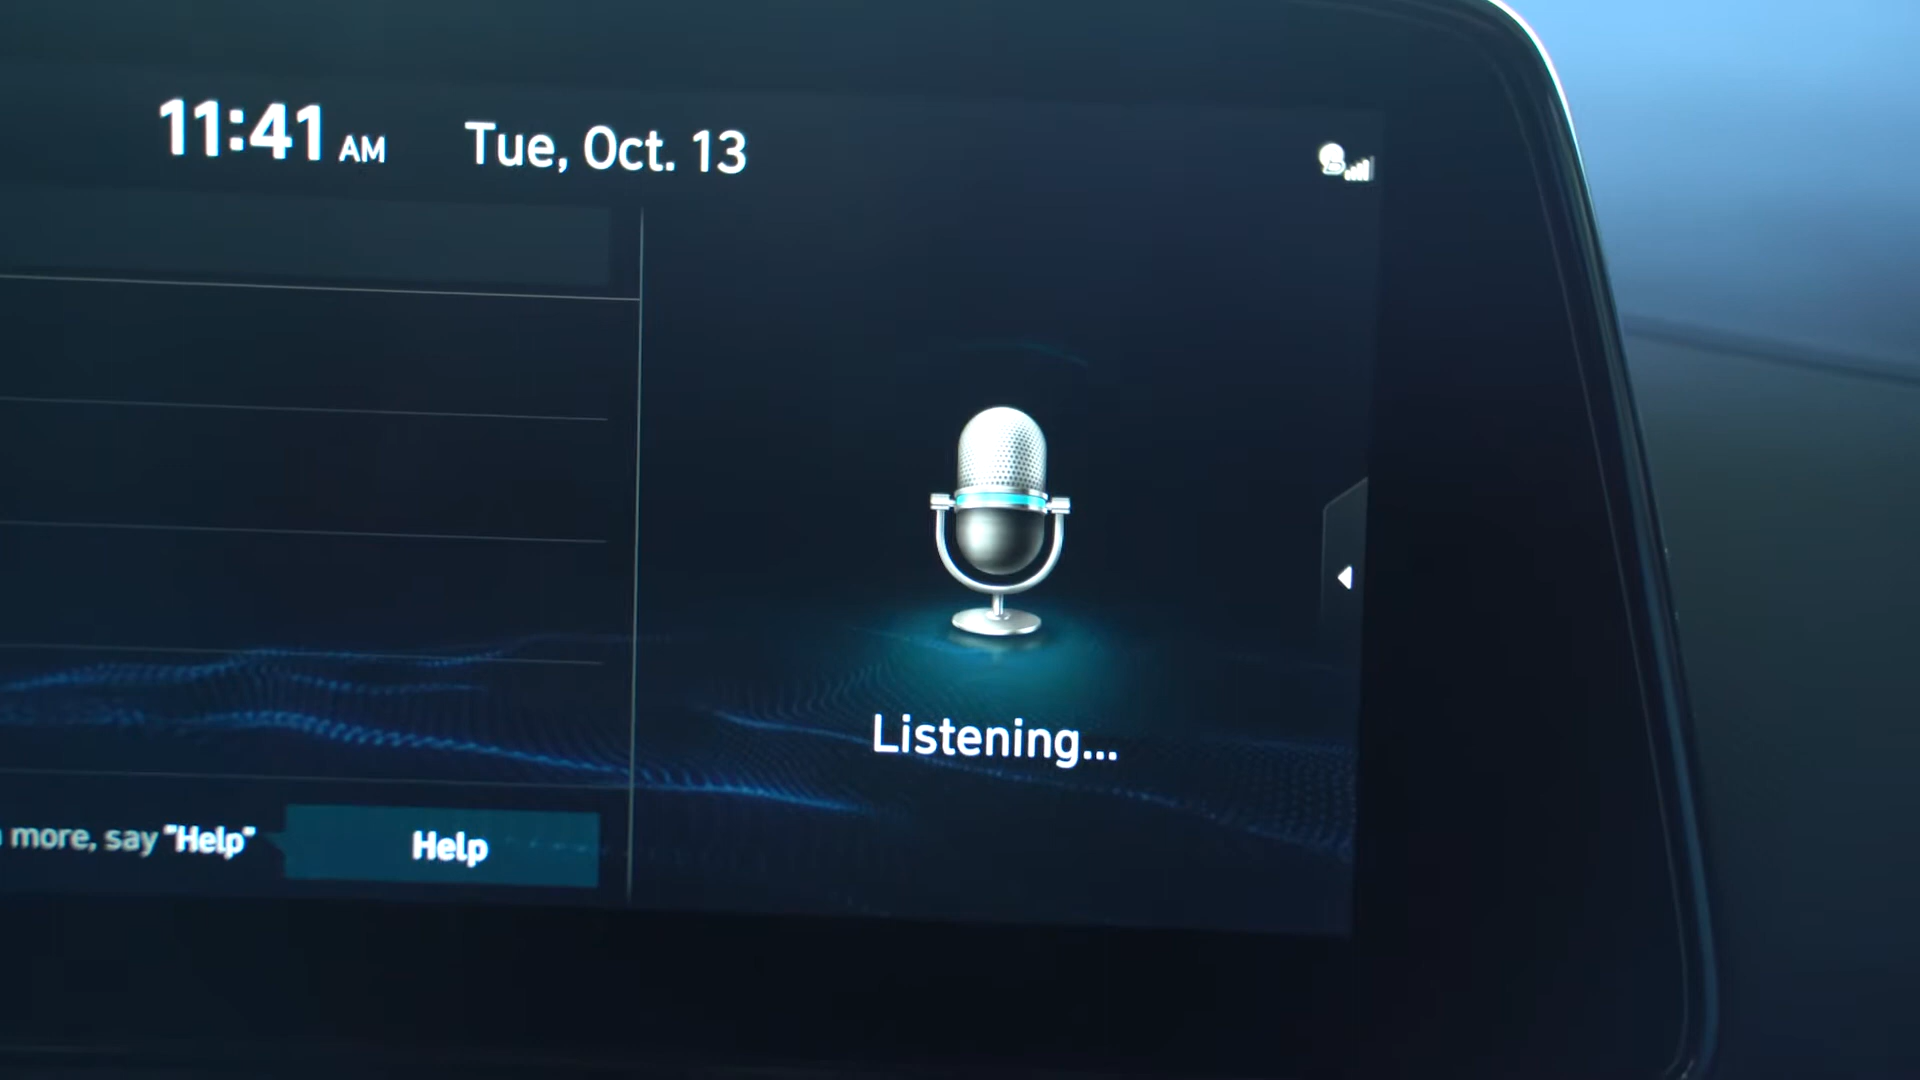 11:41 AM Tue, Oct. 13
Listening...
more, say "Help"
Help